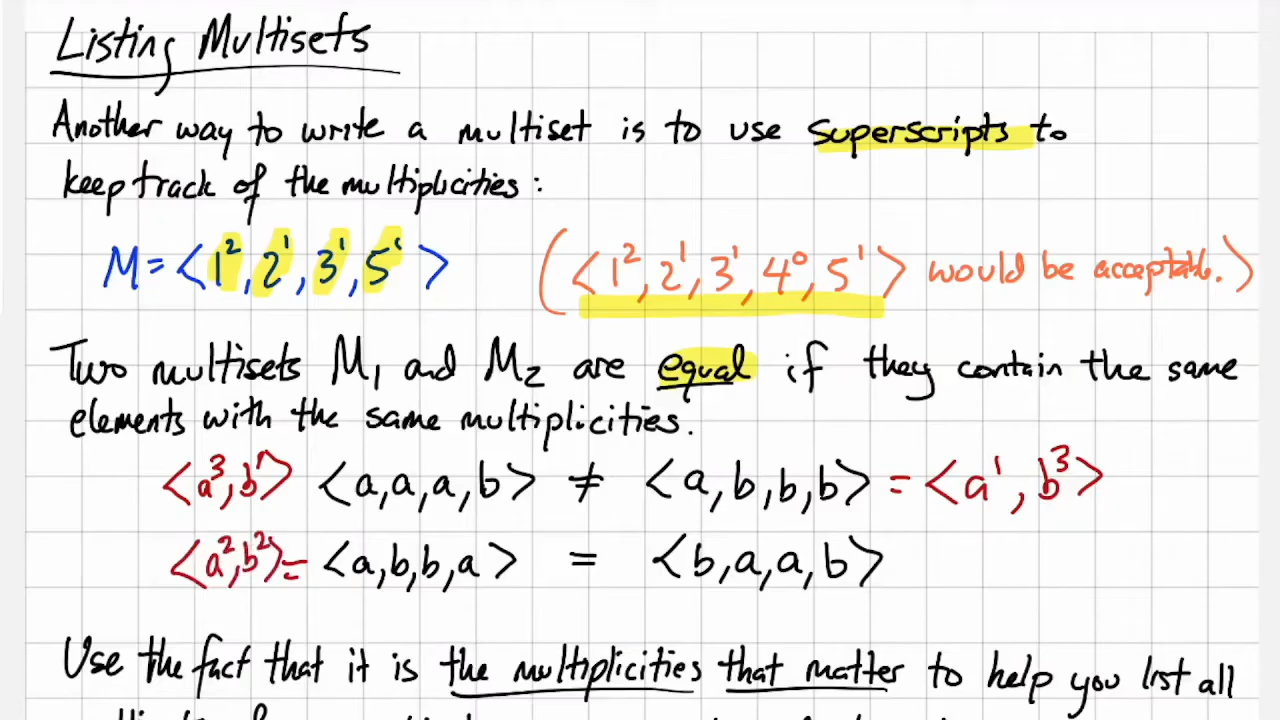 Listing Multisets
Another way to write a multiset is to use superscripts to
keep track of the multiplicities:
M = <1², 2¹, 3¹, 5¹> (<1², 2¹, 3¹, 4⁰, 5¹> would be acceptable.)
Two multisets M₁ and M₂ are equal if they contain the same
elements with the same multiplicities.
<a³, b¹> <a, a, a, b> ≠ <a, b, b, b> = <a¹, b³>
<a², b²> = <a, b, b, a> = <b, a, a, b>
Use the fact that it is the multiplicities that matter to help you list all